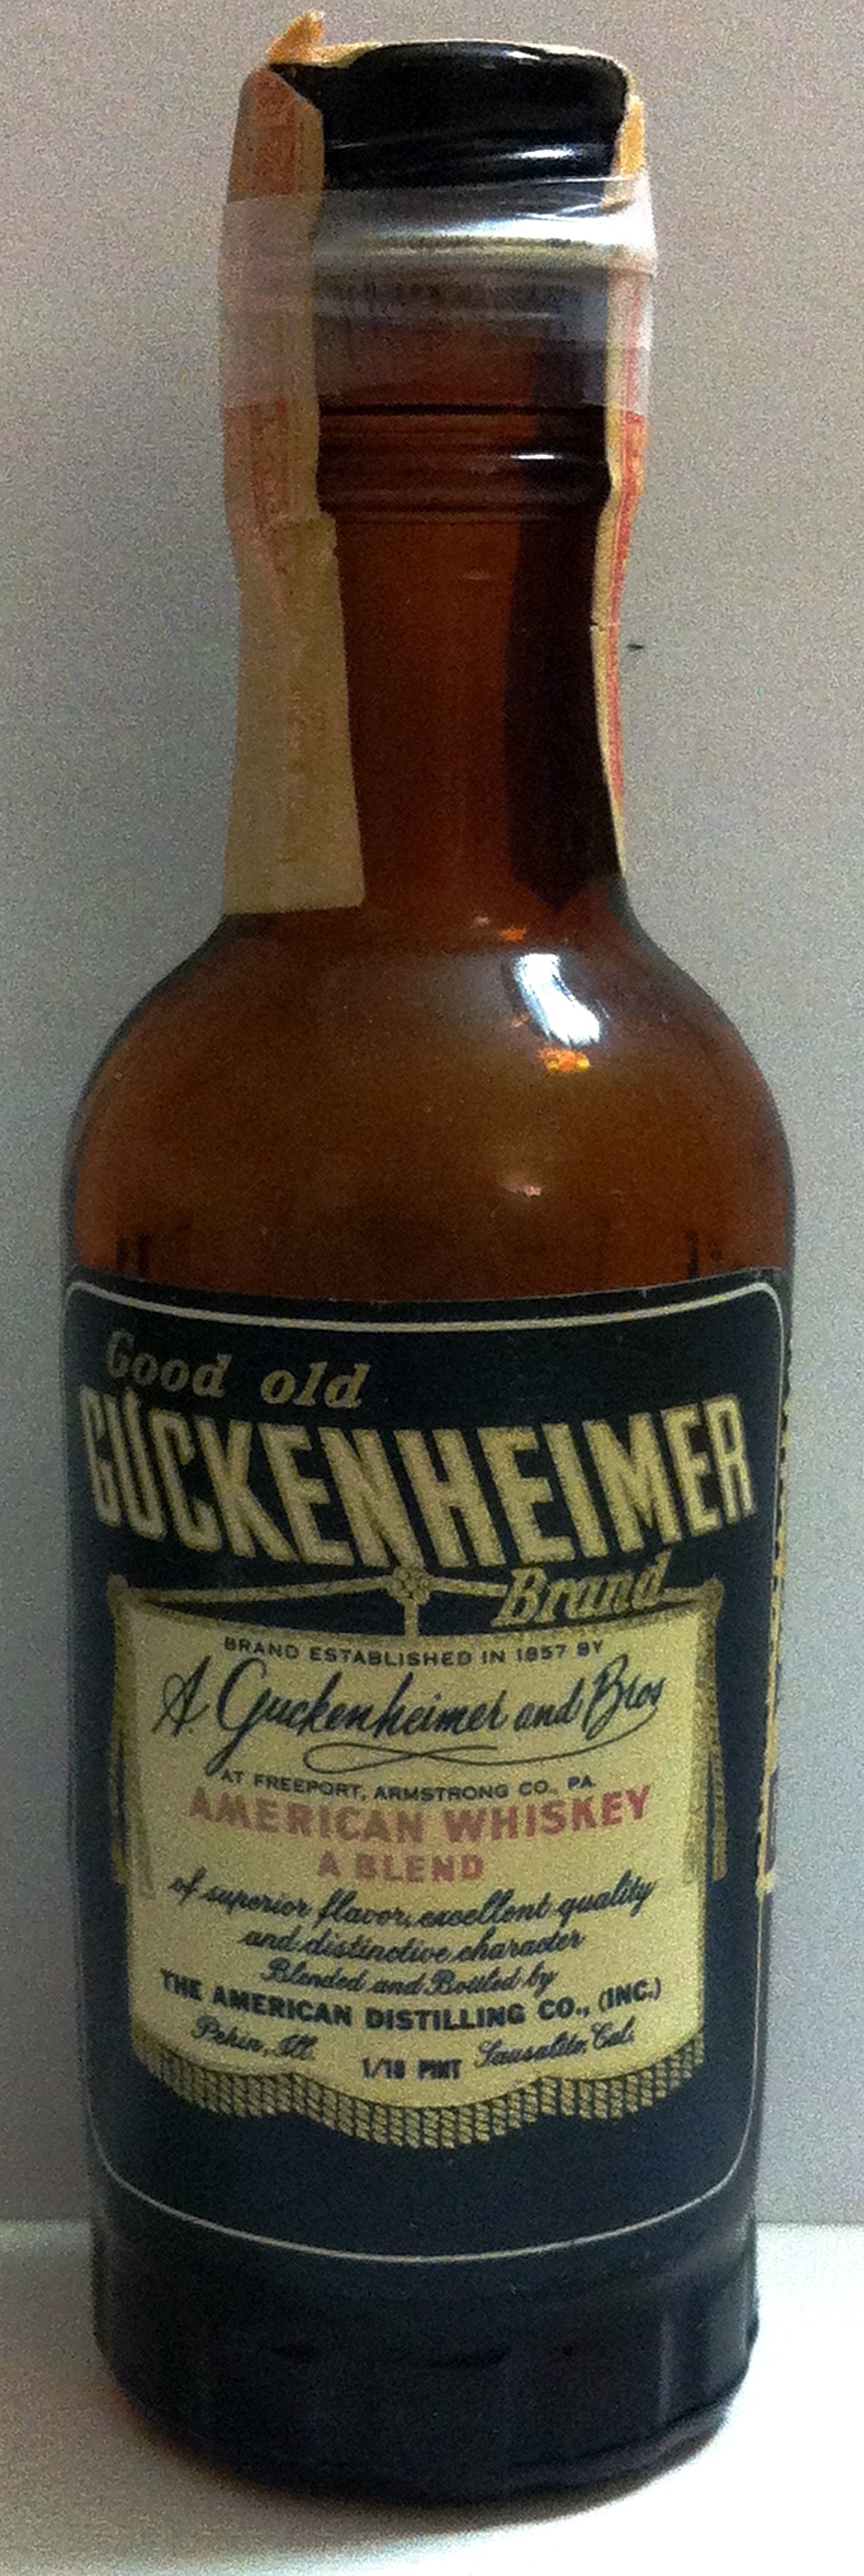 Good old
GUCKENHEIMER
Brand
BRAND ESTABLISHED IN 1857 BY
A Guckenheimer and Bros
AT FREEPORT, ARMSTRONG CO., PA.
AMERICAN WHISKEY
A BLEND
of superior flavor, excellent quality
and distinctive character
Blended and Bottled by
THE AMERICAN DISTILLING CO., (INC.)
Pekin, Ill. 1/10 PINT Sausalito, Cal.